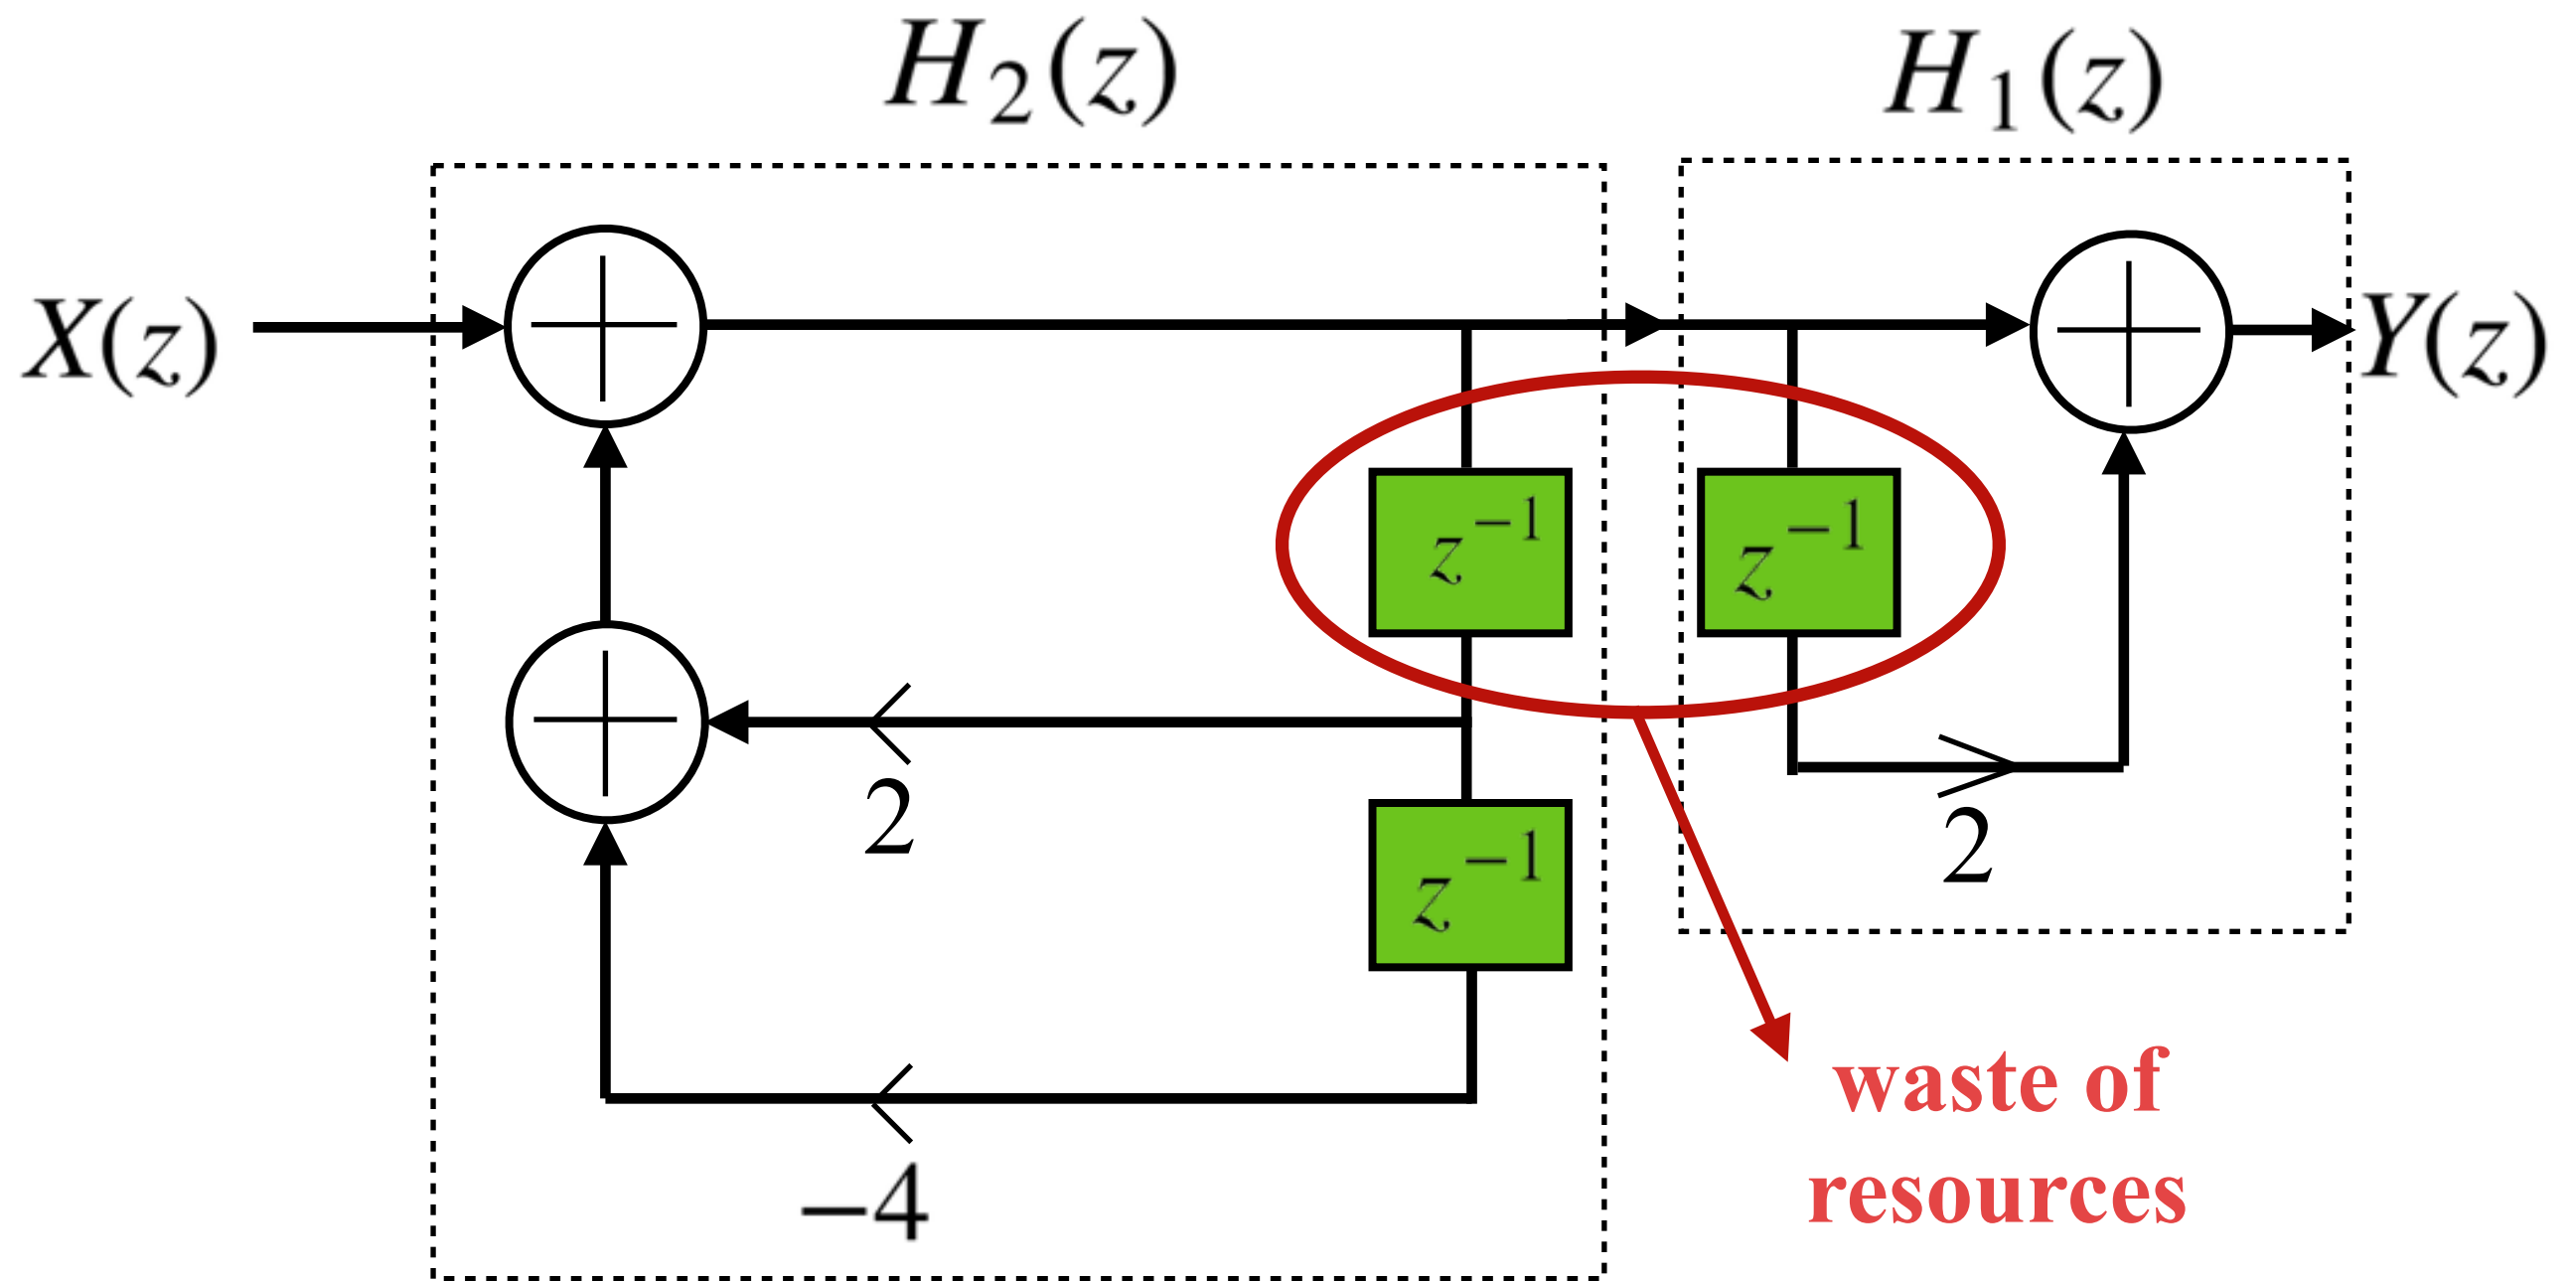 H₂(z)
H₁(z)
X(z)
Y(z)
z⁻¹
z⁻¹
2
z⁻¹
2
−4
waste of
resources